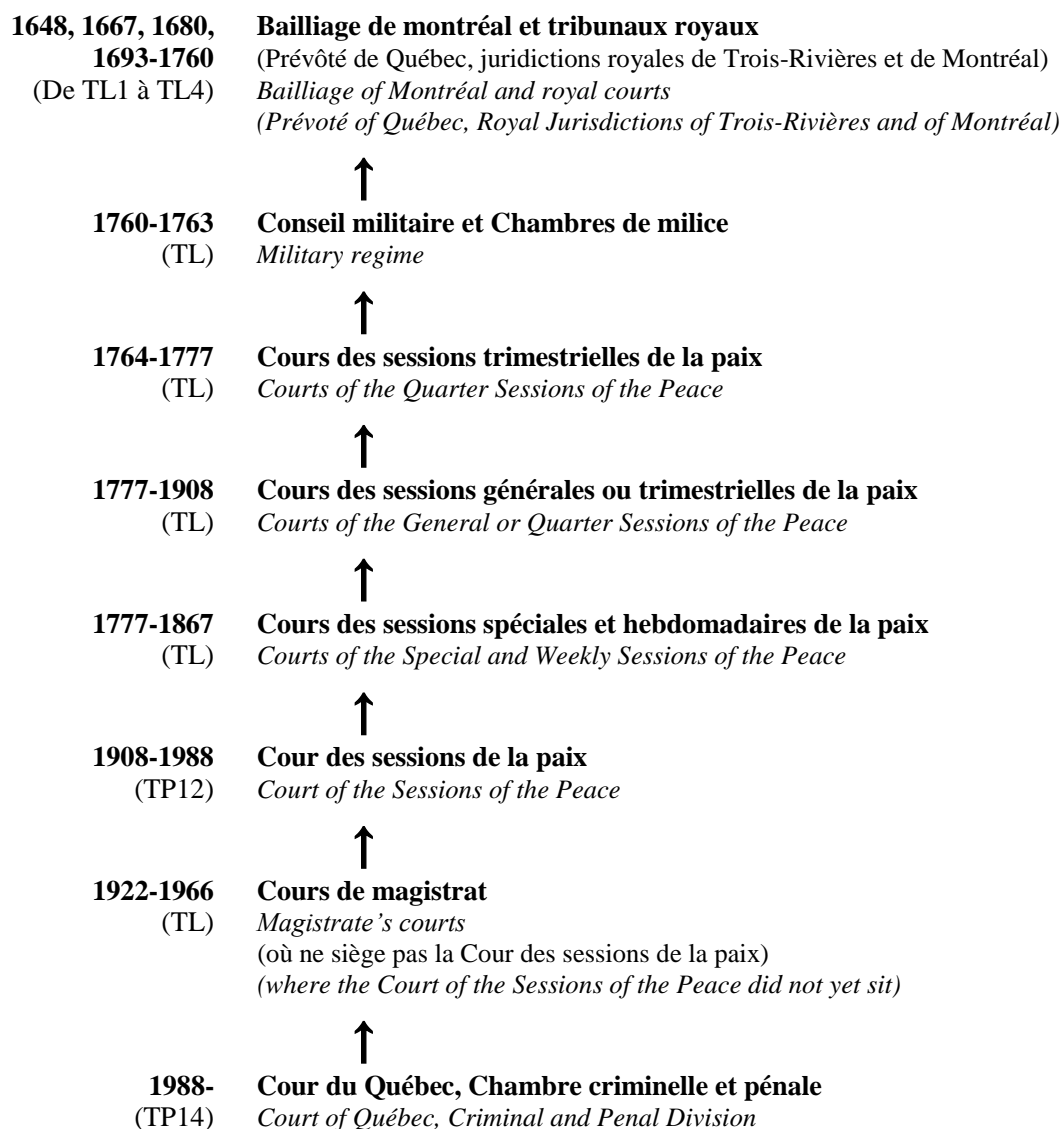 1648, 1667, 1680, Bailliage de montréal et tribunaux royaux
1693-1760 (Prévôté de Québec, juridictions royales de Trois-Rivières et de Montréal)
(De TL1 à TL4) Bailliage of Montréal and royal courts
(Prévoté of Québec, Royal Jurisdictions of Trois-Rivières and of Montréal)
1760-1763 Conseil militaire et Chambres de milice
(TL) Military regime
1764-1777 Cours des sessions trimestrielles de la paix
(TL) Courts of the Quarter Sessions of the Peace
1777-1908 Cours des sessions générales ou trimestrielles de la paix
(TL) Courts of the General or Quarter Sessions of the Peace
1777-1867 Cours des sessions spéciales et hebdomadaires de la paix
(TL) Courts of the Special and Weekly Sessions of the Peace
1908-1988 Cour des sessions de la paix
(TP12) Court of the Sessions of the Peace
1922-1966 Cours de magistrat
(TL) Magistrate’s courts
(où ne siège pas la Cour des sessions de la paix)
(where the Court of the Sessions of the Peace did not yet sit)
1988- Cour du Québec, Chambre criminelle et pénale
(TP14) Court of Québec, Criminal and Penal Division